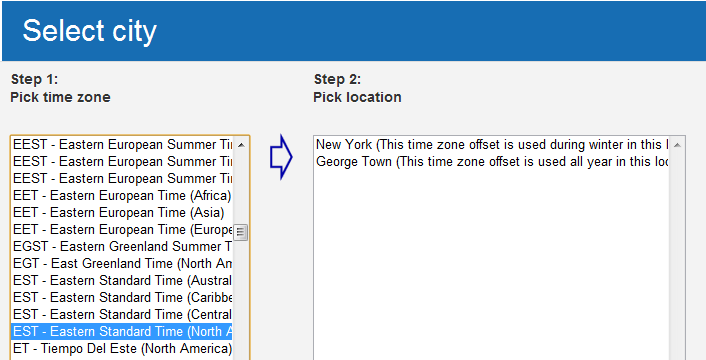 Select city
Step 1:
Pick time zone
EEST - Eastern European Summer Ti
EEST - Eastern European Summer Ti
EEST - Eastern European Summer Ti
EET - Eastern European Time (Africa)
EET - Eastern European Time (Asia)
EET - Eastern European Time (Europe
EGST - Eastern Greenland Summer T
EGT - East Greenland Time (North Am
EST - Eastern Standard Time (Austral
EST - Eastern Standard Time (Caribbe
EST - Eastern Standard Time (Central
EST - Eastern Standard Time (North A
ET - Tiempo Del Este (North America)
Step 2:
Pick location
New York (This time zone offset is used during winter in this l
George Town (This time zone offset is used all year in this loc